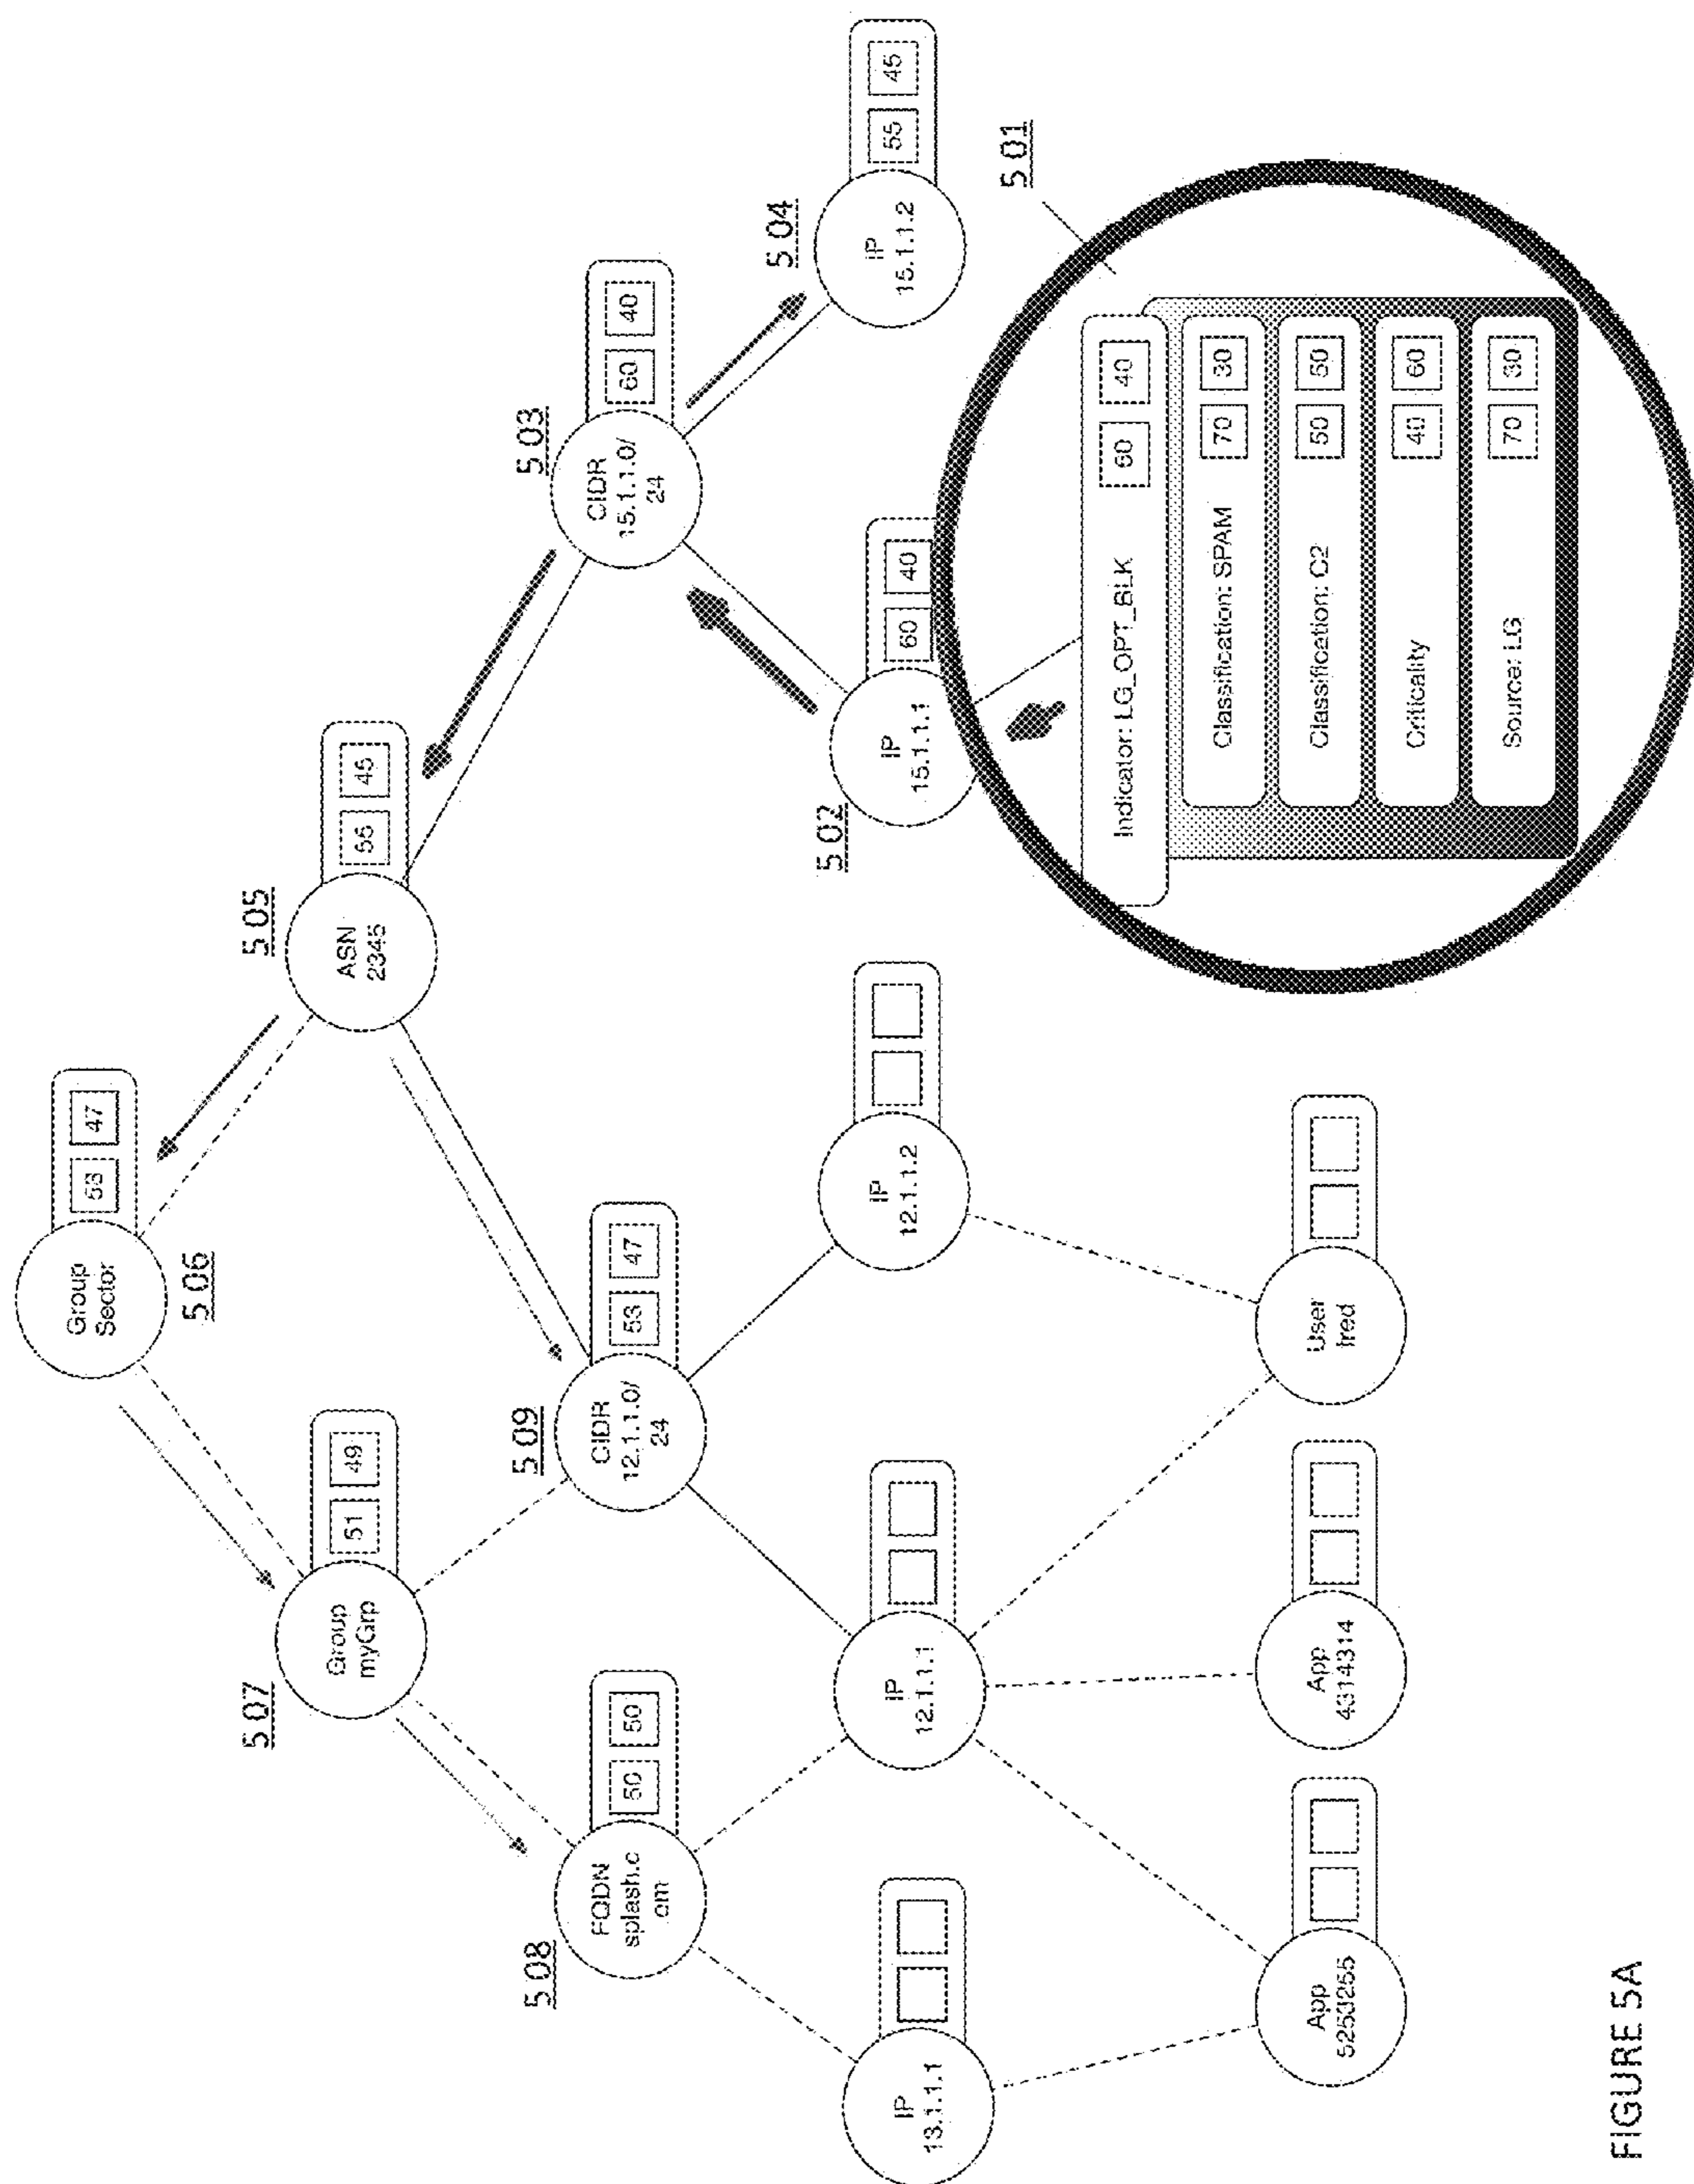 Group
Sector
53 47
5 06
ASN
2345
55 45
5 05
Group
myGrp
51 49
5 07
CIDR
15.1.1.0/
24
60 40
5 03
CIDR
12.1.1.0/
24
53 47
5 09
FQDN
splash.c
om
50 50
5 08
IP
15.1.1.2
55 45
5 04
IP
15.1.1.1
60 40
5 02
IP
12.1.1.2
IP
12.1.1.1
IP
13.1.1.1
User
fred
App
4314314
App
5253255
5 01
Indicator: LG_OPT_BLK 60 40
Classification: SPAM 70 30
Classification: C2 50 50
Criticality 40 60
Source: LG 70 30
FIGURE 5A